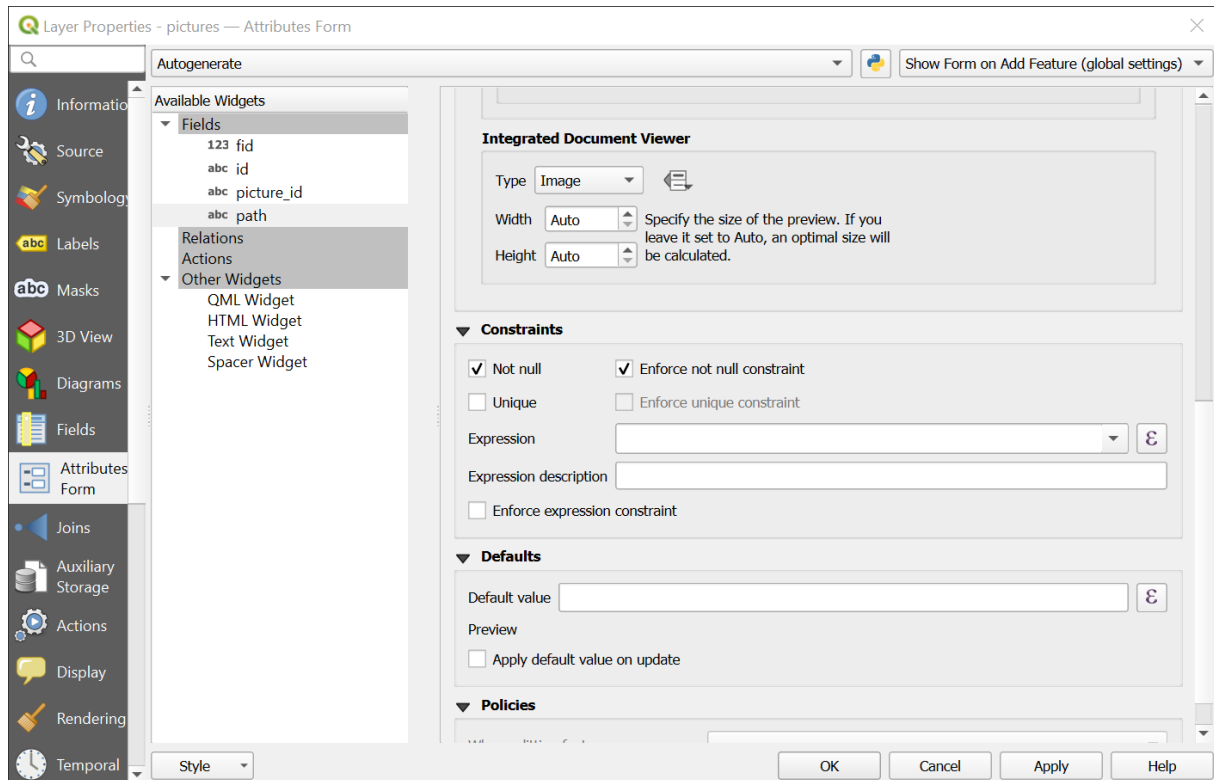 Layer Properties - pictures — Attributes Form
Autogenerate
Show Form on Add Feature (global settings)
Informatio
Source
Symbology
abc Labels
abc Masks
3D View
Diagrams
Fields
Attributes
Form
Joins
Auxiliary
Storage
Actions
Display
Rendering
Temporal
Available Widgets
Fields
123 fid
abc id
abc picture_id
abc path
Relations
Actions
Other Widgets
QML Widget
HTML Widget
Text Widget
Spacer Widget
Integrated Document Viewer
Type Image
Width Auto
Height Auto
Specify the size of the preview. If you
leave it set to Auto, an optimal size will
be calculated.
Constraints
Not null Enforce not null constraint
Unique Enforce unique constraint
Expression ε
Expression description
Enforce expression constraint
Defaults
Default value ε
Preview
Apply default value on update
Policies
Style
OK Cancel Apply Help